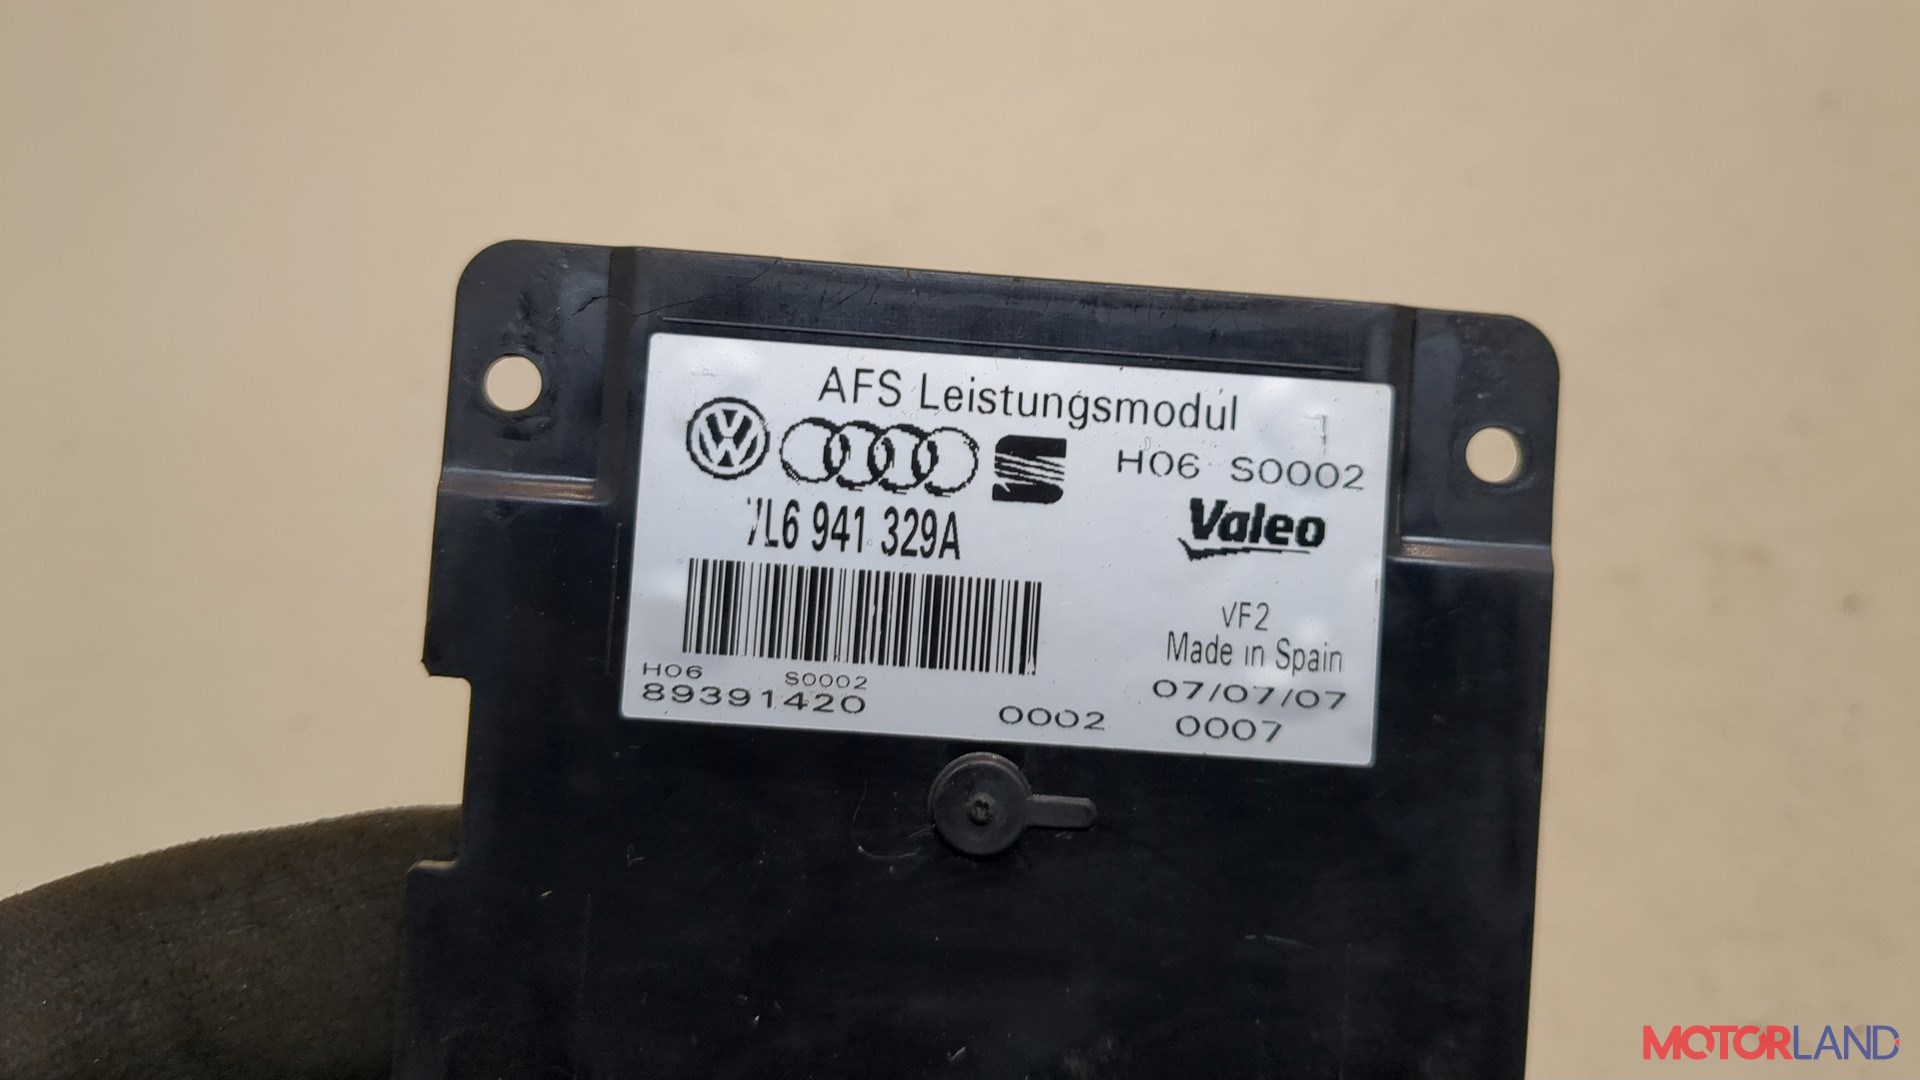 AFS Leistungsmodul
H06 S0002
7L6 941 329A
Valeo
VF2
Made in Spain
H06 S0002
89391420
07/07/07
0002
0007
MOTORLAND